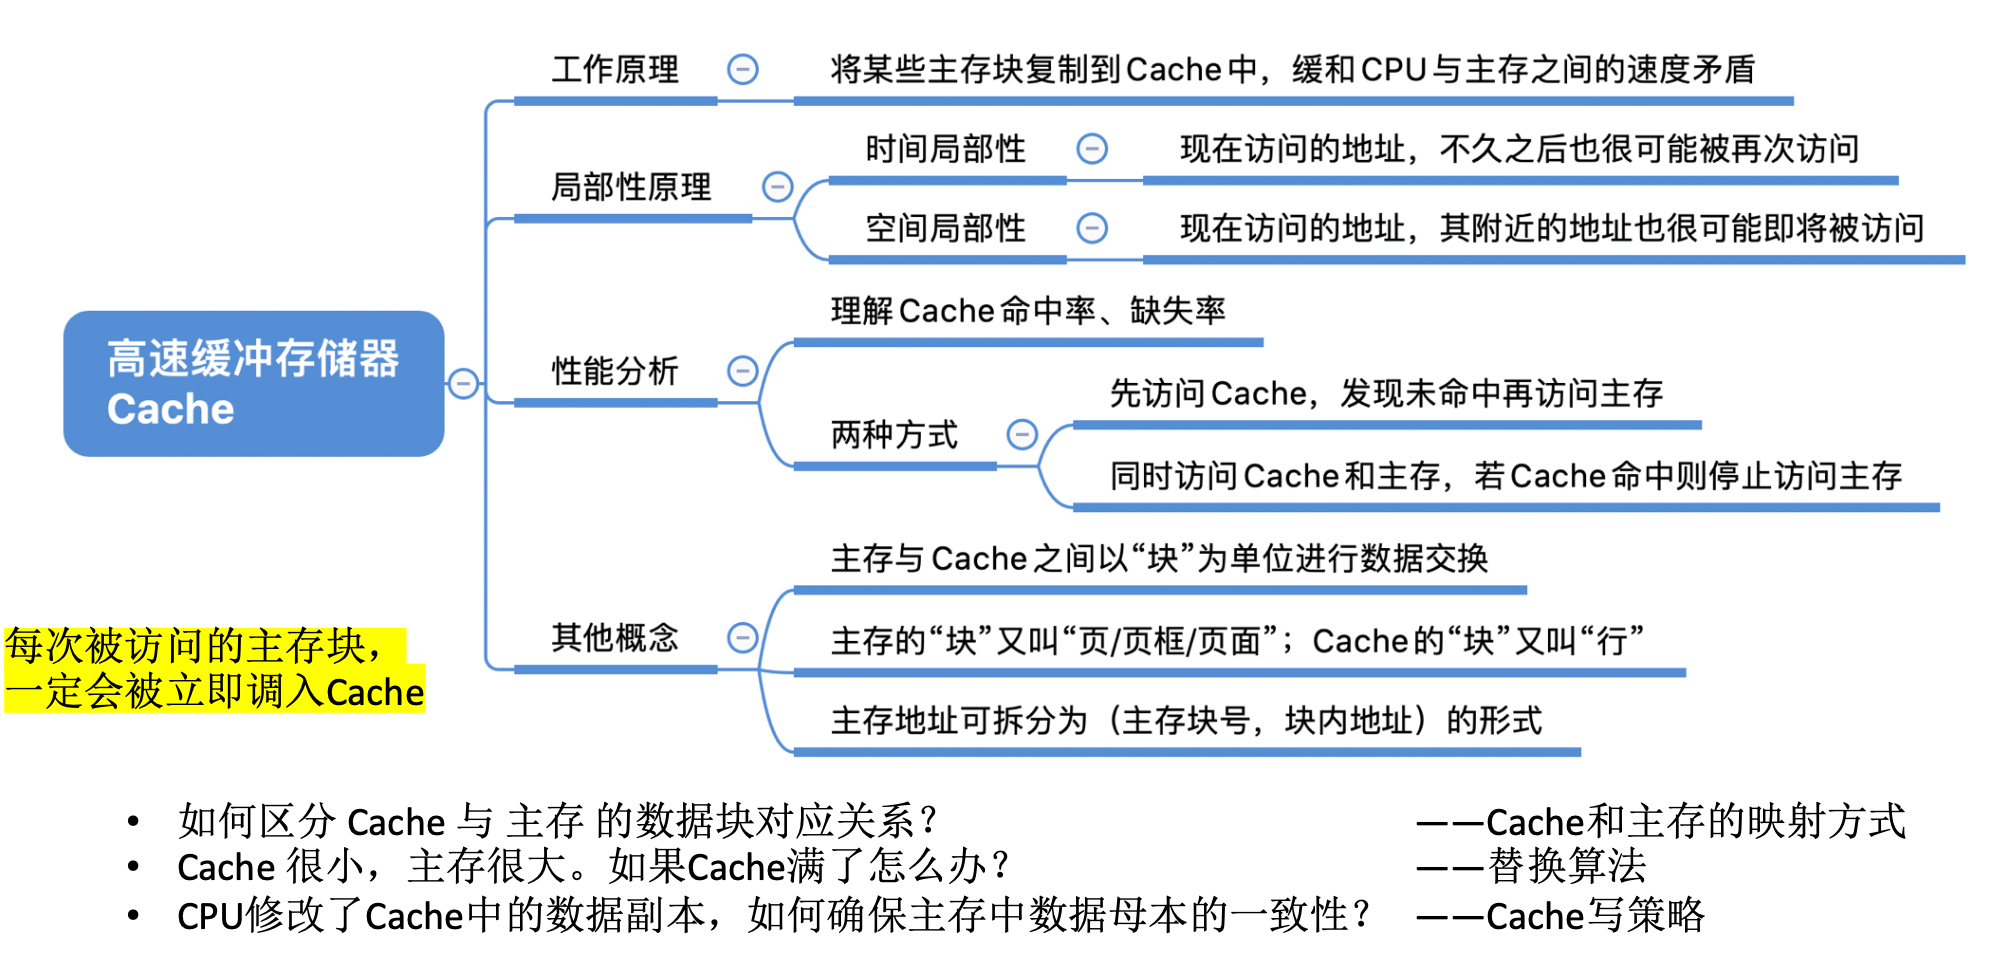 工作原理
将某些主存块复制到Cache中，缓和CPU与主存之间的速度矛盾
局部性原理
时间局部性
现在访问的地址，不久之后也很可能被再次访问
空间局部性
现在访问的地址，其附近的地址也很可能即将被访问
高速缓冲存储器
Cache
性能分析
理解Cache命中率、缺失率
两种方式
先访问Cache，发现未命中再访问主存
同时访问Cache和主存，若Cache命中则停止访问主存
其他概念
主存与Cache之间以“块”为单位进行数据交换
主存的“块”又叫“页/页框/页面”；Cache的“块”又叫“行”
主存地址可拆分为（主存块号，块内地址）的形式
每次被访问的主存块，
一定会被立即调入Cache
• 如何区分 Cache 与 主存 的数据块对应关系？ ——Cache和主存的映射方式
• Cache 很小，主存很大。如果Cache满了怎么办？ ——替换算法
• CPU修改了Cache中的数据副本，如何确保主存中数据母本的一致性？ ——Cache写策略